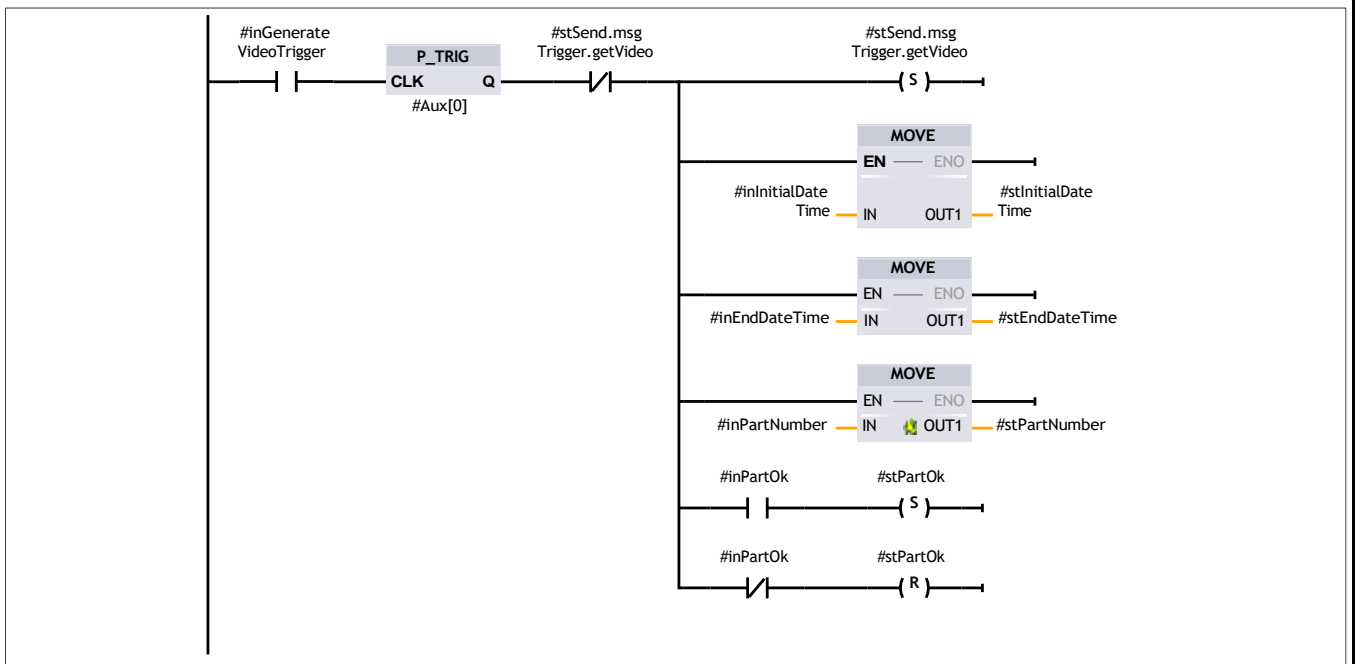 #inGenerate
VideoTrigger
P_TRIG
CLK Q
#Aux[0]
#stSend.msg
Trigger.getVideo
#stSend.msg
Trigger.getVideo
S
MOVE
EN ENO
#inInitialDate
Time
IN OUT1
#stInitialDate
Time
MOVE
EN ENO
#inEndDateTime IN OUT1 #stEndDateTime
MOVE
EN ENO
#inPartNumber IN OUT1 #stPartNumber
#inPartOk #stPartOk
S
#inPartOk #stPartOk
R